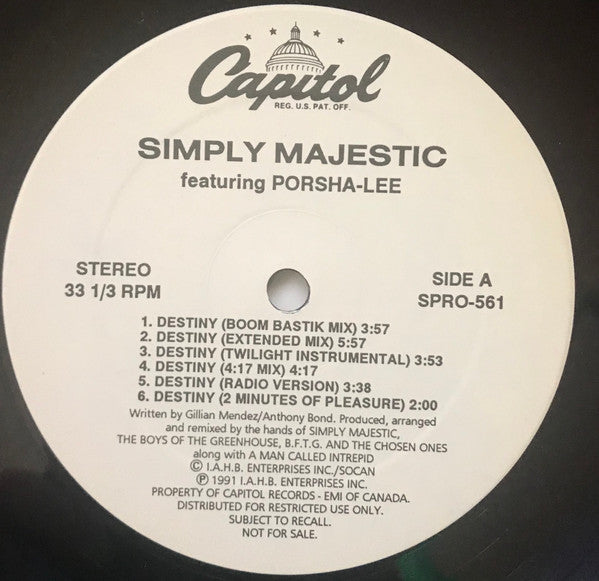 Capitol
REG. U.S. PAT. OFF.
SIMPLY MAJESTIC
featuring PORSHA-LEE
STEREO
33 1/3 RPM
SIDE A
SPRO-561
1. DESTINY (BOOM BASTIK MIX) 3:57
2. DESTINY (EXTENDED MIX) 5:57
3. DESTINY (TWILIGHT INSTRUMENTAL) 3:53
4. DESTINY (4:17 MIX) 4:17
5. DESTINY (RADIO VERSION) 3:38
6. DESTINY (2 MINUTES OF PLEASURE) 2:00
Written by Gillian Mendez/Anthony Bond. Produced, arranged
and remixed by the hands of SIMPLY MAJESTIC,
THE BOYS OF THE GREENHOUSE, B.F.T.G. AND THE CHOSEN ONES
along with A MAN CALLED INTREPID
© I.A.H.B. ENTERPRISES INC./SOCAN
℗ 1991 I.A.H.B. ENTERPRISES INC.
PROPERTY OF CAPITOL RECORDS - EMI OF CANADA.
DISTRIBUTED FOR RESTRICTED USE ONLY.
SUBJECT TO RECALL.
NOT FOR SALE.